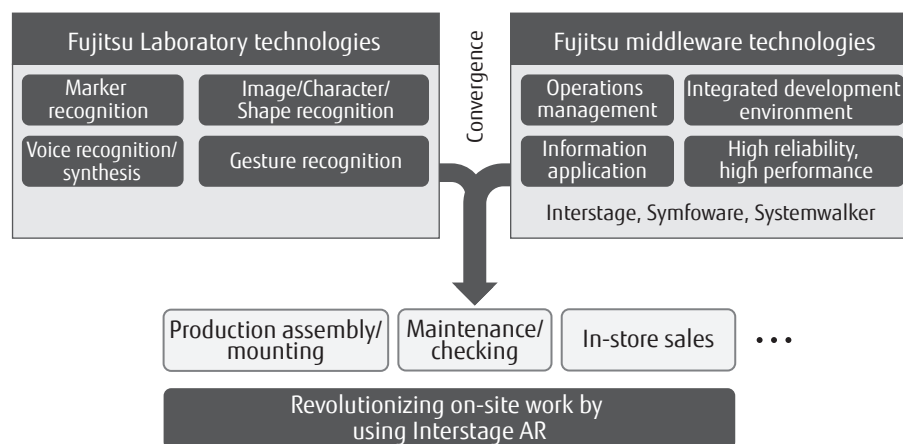 Fujitsu Laboratory technologies
Marker
recognition
Image/Character/
Shape recognition
Voice recognition/
synthesis
Gesture recognition
Convergence
Fujitsu middleware technologies
Operations
management
Integrated development
environment
Information
application
High reliability,
high performance
Interstage, Symfoware, Systemwalker
Production assembly/
mounting
Maintenance/
checking
In-store sales
•••
Revolutionizing on-site work by
using Interstage AR